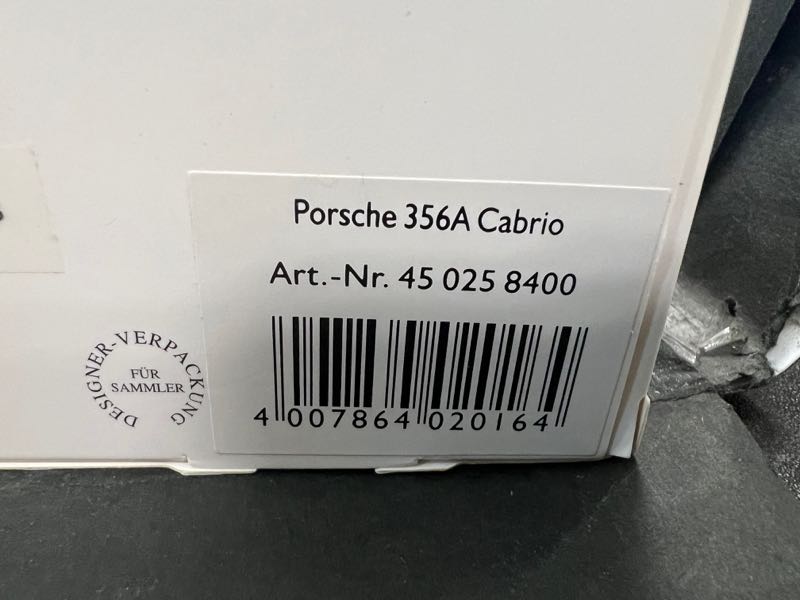 Porsche 356A Cabrio
Art.-Nr. 45 025 8400
4 007864 020164
DESIGNER-VERPACKUNG
FÜR
SAMMLER